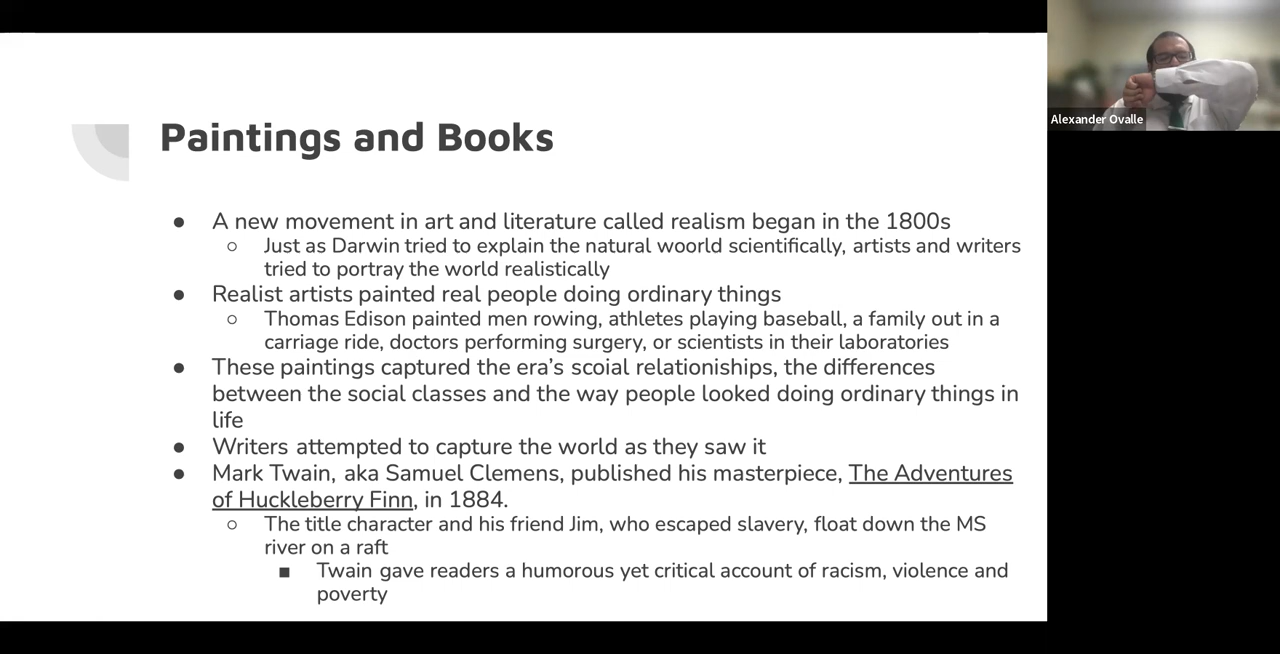 Paintings and Books
● A new movement in art and literature called realism began in the 1800s
○ Just as Darwin tried to explain the natural woorld scientifically, artists and writers
tried to portray the world realistically
● Realist artists painted real people doing ordinary things
○ Thomas Edison painted men rowing, athletes playing baseball, a family out in a
carriage ride, doctors performing surgery, or scientists in their laboratories
● These paintings captured the era’s scoial relationiships, the differences
between the social classes and the way people looked doing ordinary things in
life
● Writers attempted to capture the world as they saw it
● Mark Twain, aka Samuel Clemens, published his masterpiece, The Adventures
of Huckleberry Finn, in 1884.
○ The title character and his friend Jim, who escaped slavery, float down the MS
river on a raft
■ Twain gave readers a humorous yet critical account of racism, violence and
poverty
Alexander Ovalle